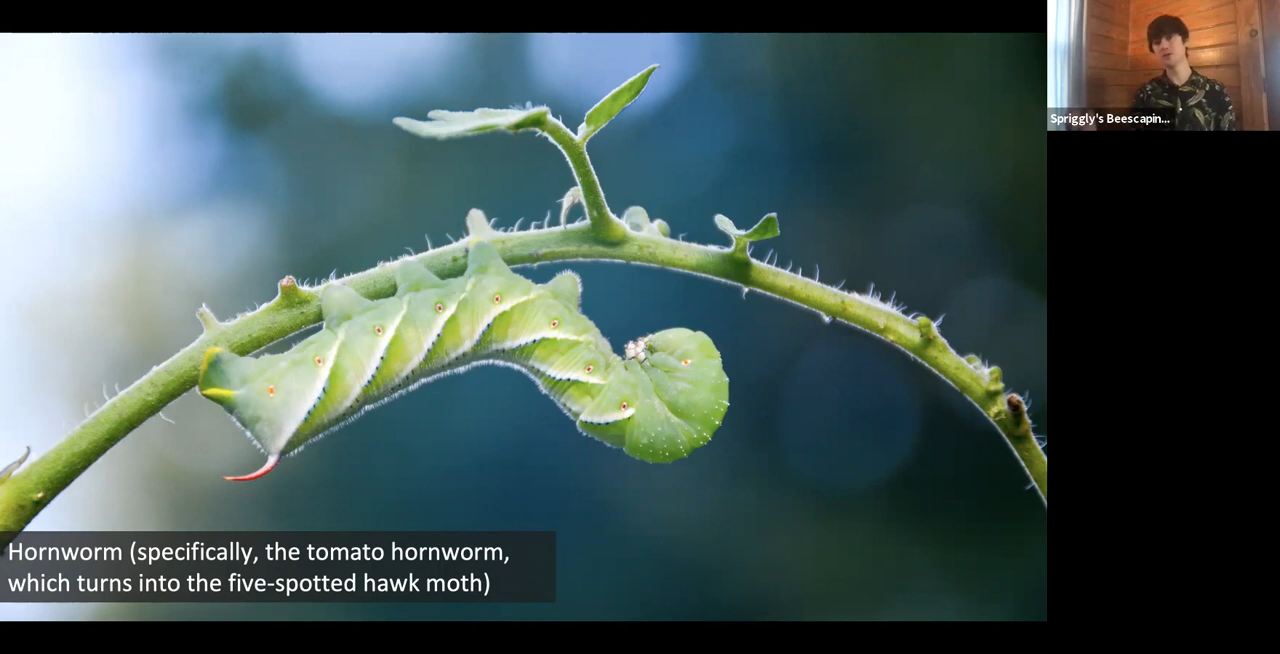 Spriggly's Beescapin...
Hornworm (specifically, the tomato hornworm,
which turns into the five-spotted hawk moth)